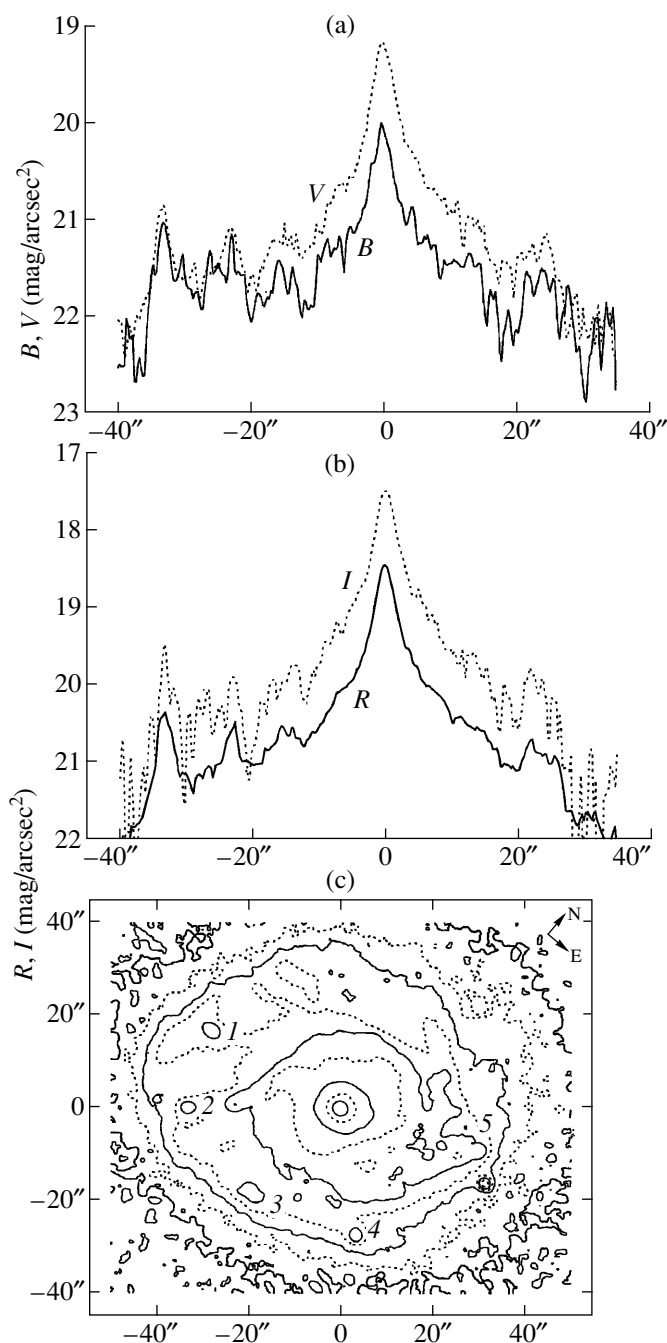 (a)
19
20
21
22
23
B, V (mag/arcsec²)
V
B
−40″ −20″ 0 20″ 40″
(b)
17
18
19
20
21
22
R, I (mag/arcsec²)
I
R
−40″ −20″ 0 20″ 40″
(c)
40″
20″
0
−20″
−40″
N
E
1
2
3
4
5
−40″ −20″ 0 20″ 40″